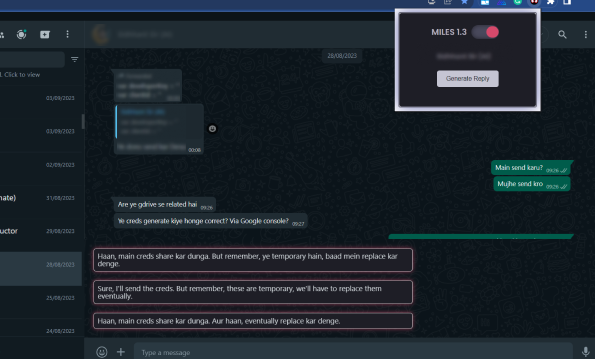 MILES 1.3
Generate Reply
Click to view
28/08/2023
03/09/2023
03/09/2023
00:08
02/09/2023
Main send karu? 09:26
Mujhe send kro 09:26
nate) 31/08/2023
Are ye gdrive se related hai 09:26
Ye creds generate kiye honge correct? Via Google console? 09:27
uctor 29/08/2023
Haan, main creds share kar dunga. But remember, ye temporary hain, baad mein replace kar
denge.
28/08/2023
Sure, I'll send the creds. But remember, these are temporary, we'll have to replace them
eventually.
25/08/2023
Haan, main creds share kar dunga. Aur haan, eventually replace kar denge.
24/08/2023
Type a message